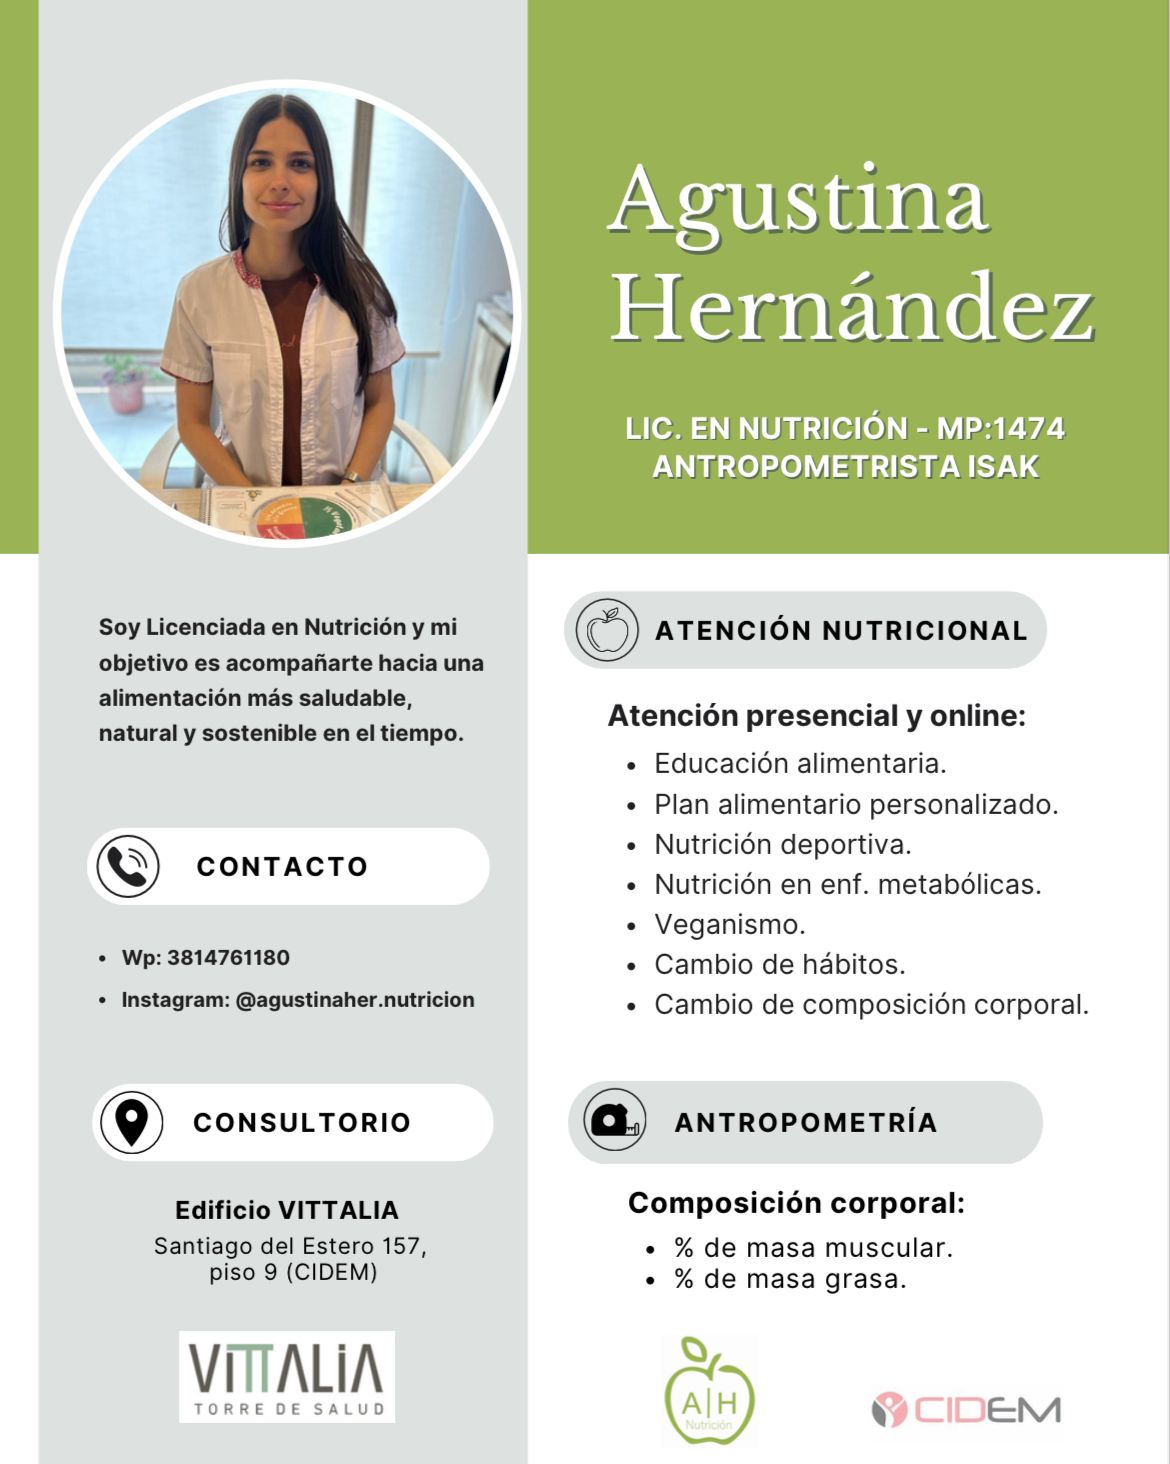 Agustina
Hernández
LIC. EN NUTRICIÓN - MP:1474
ANTROPOMETRISTA ISAK
Soy Licenciada en Nutrición y mi
objetivo es acompañarte hacia una
alimentación más saludable,
natural y sostenible en el tiempo.
CONTACTO
• Wp: 3814761180
• Instagram: @agustinaher.nutricion
CONSULTORIO
Edificio VITTALIA
Santiago del Estero 157,
piso 9 (CIDEM)
ViTTALiA
TORRE DE SALUD
ATENCIÓN NUTRICIONAL
Atención presencial y online:
• Educación alimentaria.
• Plan alimentario personalizado.
• Nutrición deportiva.
• Nutrición en enf. metabólicas.
• Veganismo.
• Cambio de hábitos.
• Cambio de composición corporal.
ANTROPOMETRÍA
Composición corporal:
• % de masa muscular.
• % de masa grasa.
A|H
Nutrición
CIDEM